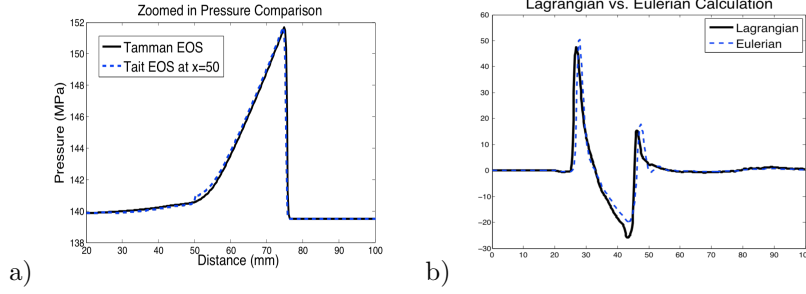 Zoomed in Pressure Comparison
152
150
148
146
144
142
140
138
20 30 40 50 60 70 80 90 100
Pressure (MPa)
Distance (mm)
Tamman EOS
Tait EOS at x=50
a)
Lagrangian vs. Eulerian Calculation
60
50
40
30
20
10
0
−10
−20
−30
0 10 20 30 40 50 60 70 80 90 100
Lagrangian
Eulerian
b)